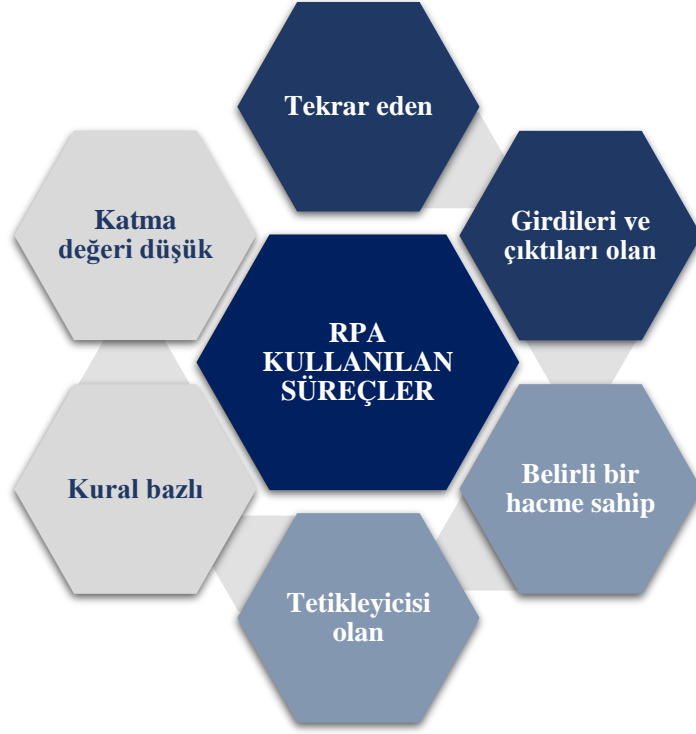 Tekrar eden
Girdileri ve
çıktıları olan
Belirli bir
hacme sahip
Tetikleyicisi
olan
Kural bazlı
Katma
değeri düşük
RPA
KULLANILAN
SÜREÇLER